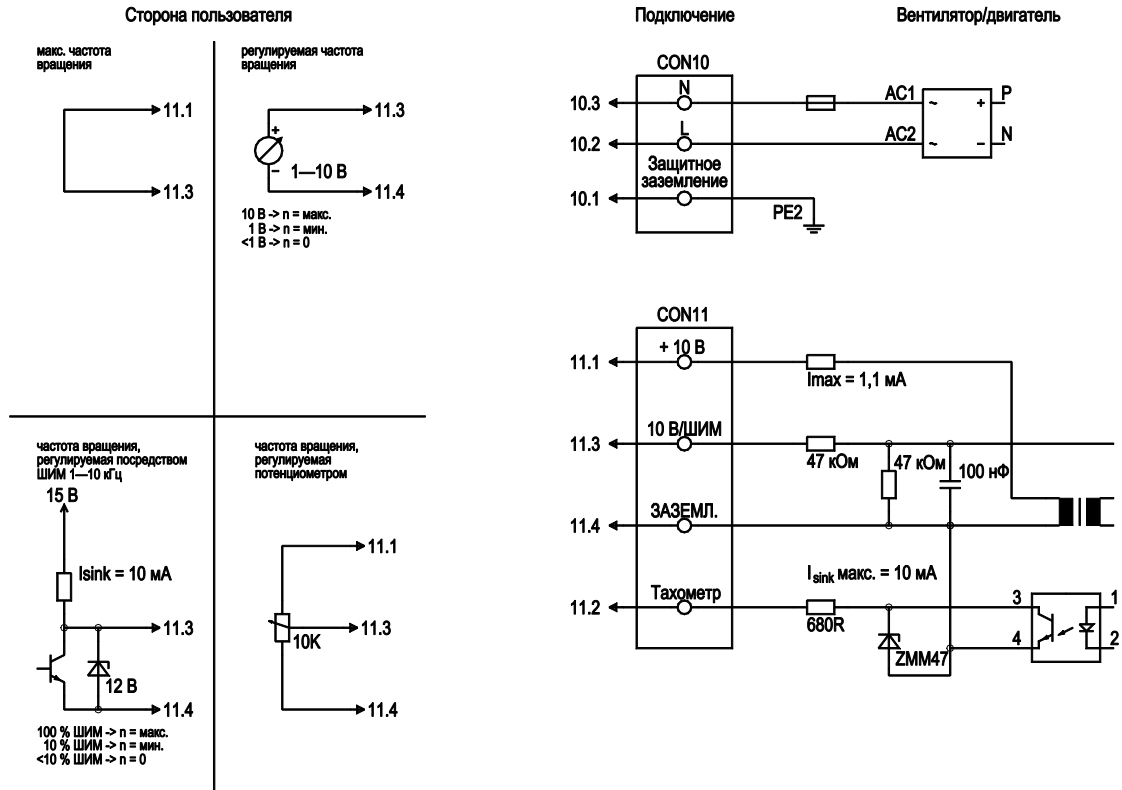 Сторона пользователя
Подключение
Вентилятор/двигатель
макс. частота
вращения
11.1
11.3
регулируемая частота
вращения
11.3
+
–
1—10 В
11.4
10 В -> n = макс.
1 В -> n = мин.
<1 В -> n = 0
CON10
N
10.3
AC1
~
+
P
L
10.2
AC2
~
–
N
Защитное
заземление
10.1
PE2
CON11
+ 10 В
11.1
Imax = 1,1 мА
10 В/ШИМ
11.3
47 кОм
47 кОм
100 нФ
ЗАЗЕМЛ.
11.4
Isink макс. = 10 мА
Тахометр
11.2
680R
3
1
4
2
ZMM47
частота вращения,
регулируемая посредством
ШИМ 1—10 кГц
15 В
Isink = 10 мА
11.3
12 В
11.4
100 % ШИМ -> n = макс.
10 % ШИМ -> n = мин.
<10 % ШИМ -> n = 0
частота вращения,
регулируемая
потенциометром
11.1
11.3
10K
11.4